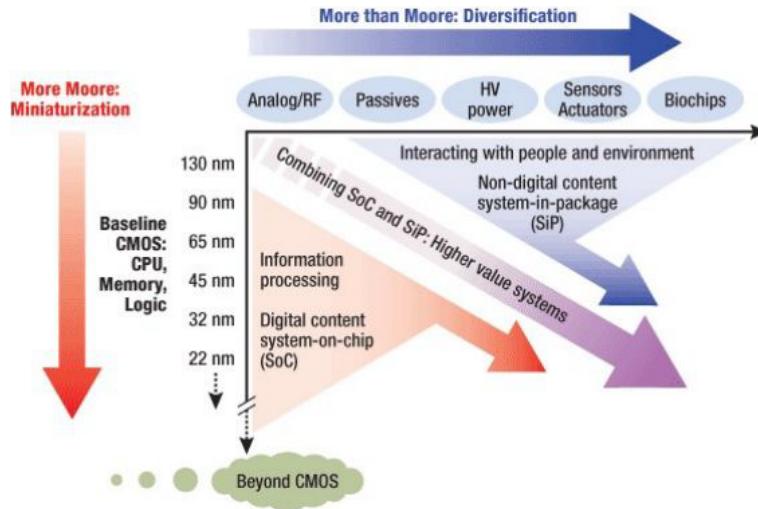 More than Moore: Diversification
More Moore:
Miniaturization
Analog/RF
Passives
HV
power
Sensors
Actuators
Biochips
130 nm
90 nm
65 nm
45 nm
32 nm
22 nm
Baseline
CMOS:
CPU,
Memory,
Logic
Interacting with people and environment
Non-digital content
system-in-package
(SiP)
Combining SoC and SiP: Higher value systems
Information
processing
Digital content
system-on-chip
(SoC)
Beyond CMOS